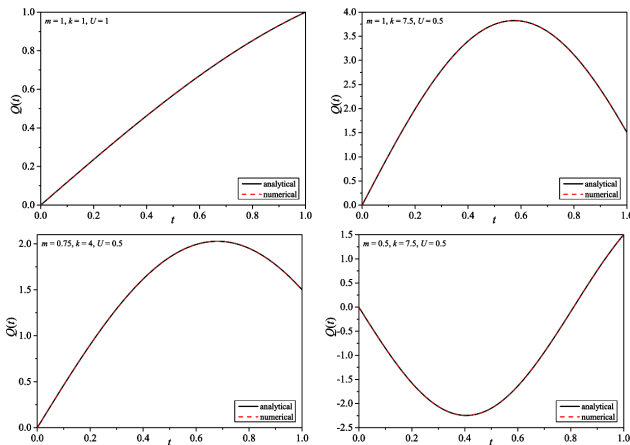 m = 1, k = 1, U = 1
Q(t)
1.0
0.8
0.6
0.4
0.2
0.0
0.0 0.2 0.4 0.6 0.8 1.0
t
analytical
numerical
m = 1, k = 7.5, U = 0.5
Q(t)
4.0
3.5
3.0
2.5
2.0
1.5
1.0
0.5
0.0
0.0 0.2 0.4 0.6 0.8 1.0
t
analytical
numerical
m = 0.75, k = 4, U = 0.5
Q(t)
2.0
1.5
1.0
0.5
0.0
0.0 0.2 0.4 0.6 0.8 1.0
t
analytical
numerical
m = 0.5, k = 7.5, U = 0.5
Q(t)
1.5
1.0
0.5
0.0
-0.5
-1.0
-1.5
-2.0
-2.5
0.0 0.2 0.4 0.6 0.8 1.0
t
analytical
numerical